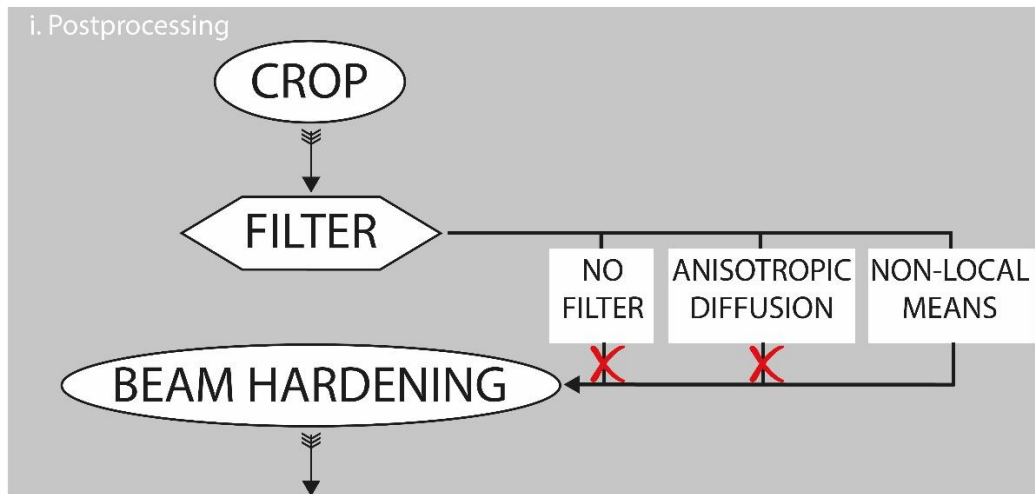 i. Postprocessing
CROP
FILTER
NO
FILTER
ANISOTROPIC
DIFFUSION
NON-LOCAL
MEANS
BEAM HARDENING